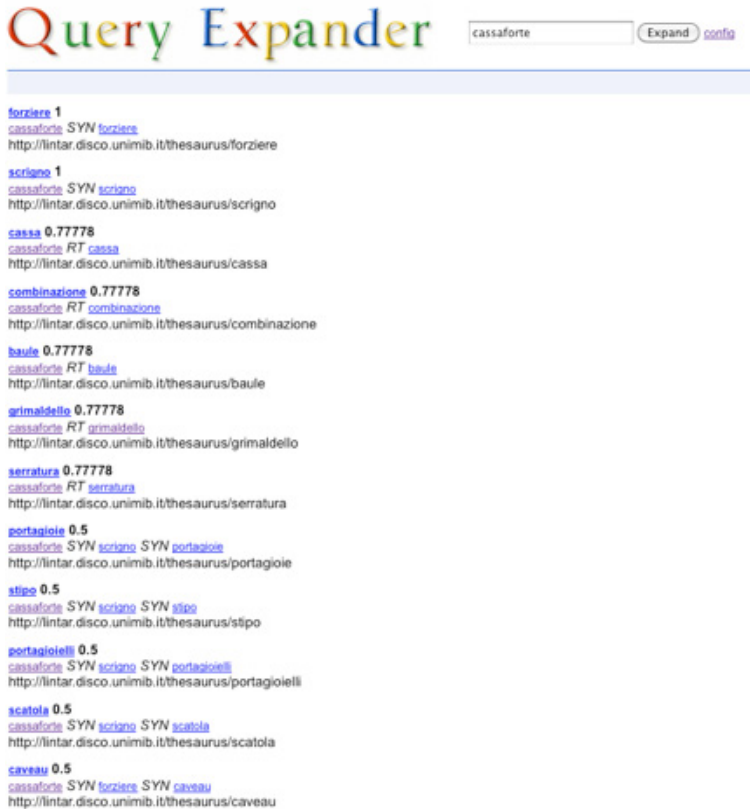 Query Expander cassaforte Expand config
forziere 1
cassaforte SYN forziere
http://lintar.disco.unimib.it/thesaurus/forziere
scrigno 1
cassaforte SYN scrigno
http://lintar.disco.unimib.it/thesaurus/scrigno
cassa 0.77778
cassaforte RT cassa
http://lintar.disco.unimib.it/thesaurus/cassa
combinazione 0.77778
cassaforte RT combinazione
http://lintar.disco.unimib.it/thesaurus/combinazione
baule 0.77778
cassaforte RT baule
http://lintar.disco.unimib.it/thesaurus/baule
grimaldello 0.77778
cassaforte RT grimaldello
http://lintar.disco.unimib.it/thesaurus/grimaldello
serratura 0.77778
cassaforte RT serratura
http://lintar.disco.unimib.it/thesaurus/serratura
portagioie 0.5
cassaforte SYN scrigno SYN portagioie
http://lintar.disco.unimib.it/thesaurus/portagioie
stipo 0.5
cassaforte SYN scrigno SYN stipo
http://lintar.disco.unimib.it/thesaurus/stipo
portagioielli 0.5
cassaforte SYN scrigno SYN portagioielli
http://lintar.disco.unimib.it/thesaurus/portagioielli
scatola 0.5
cassaforte SYN scrigno SYN scatola
http://lintar.disco.unimib.it/thesaurus/scatola
caveau 0.5
cassaforte SYN forziere SYN caveau
http://lintar.disco.unimib.it/thesaurus/caveau